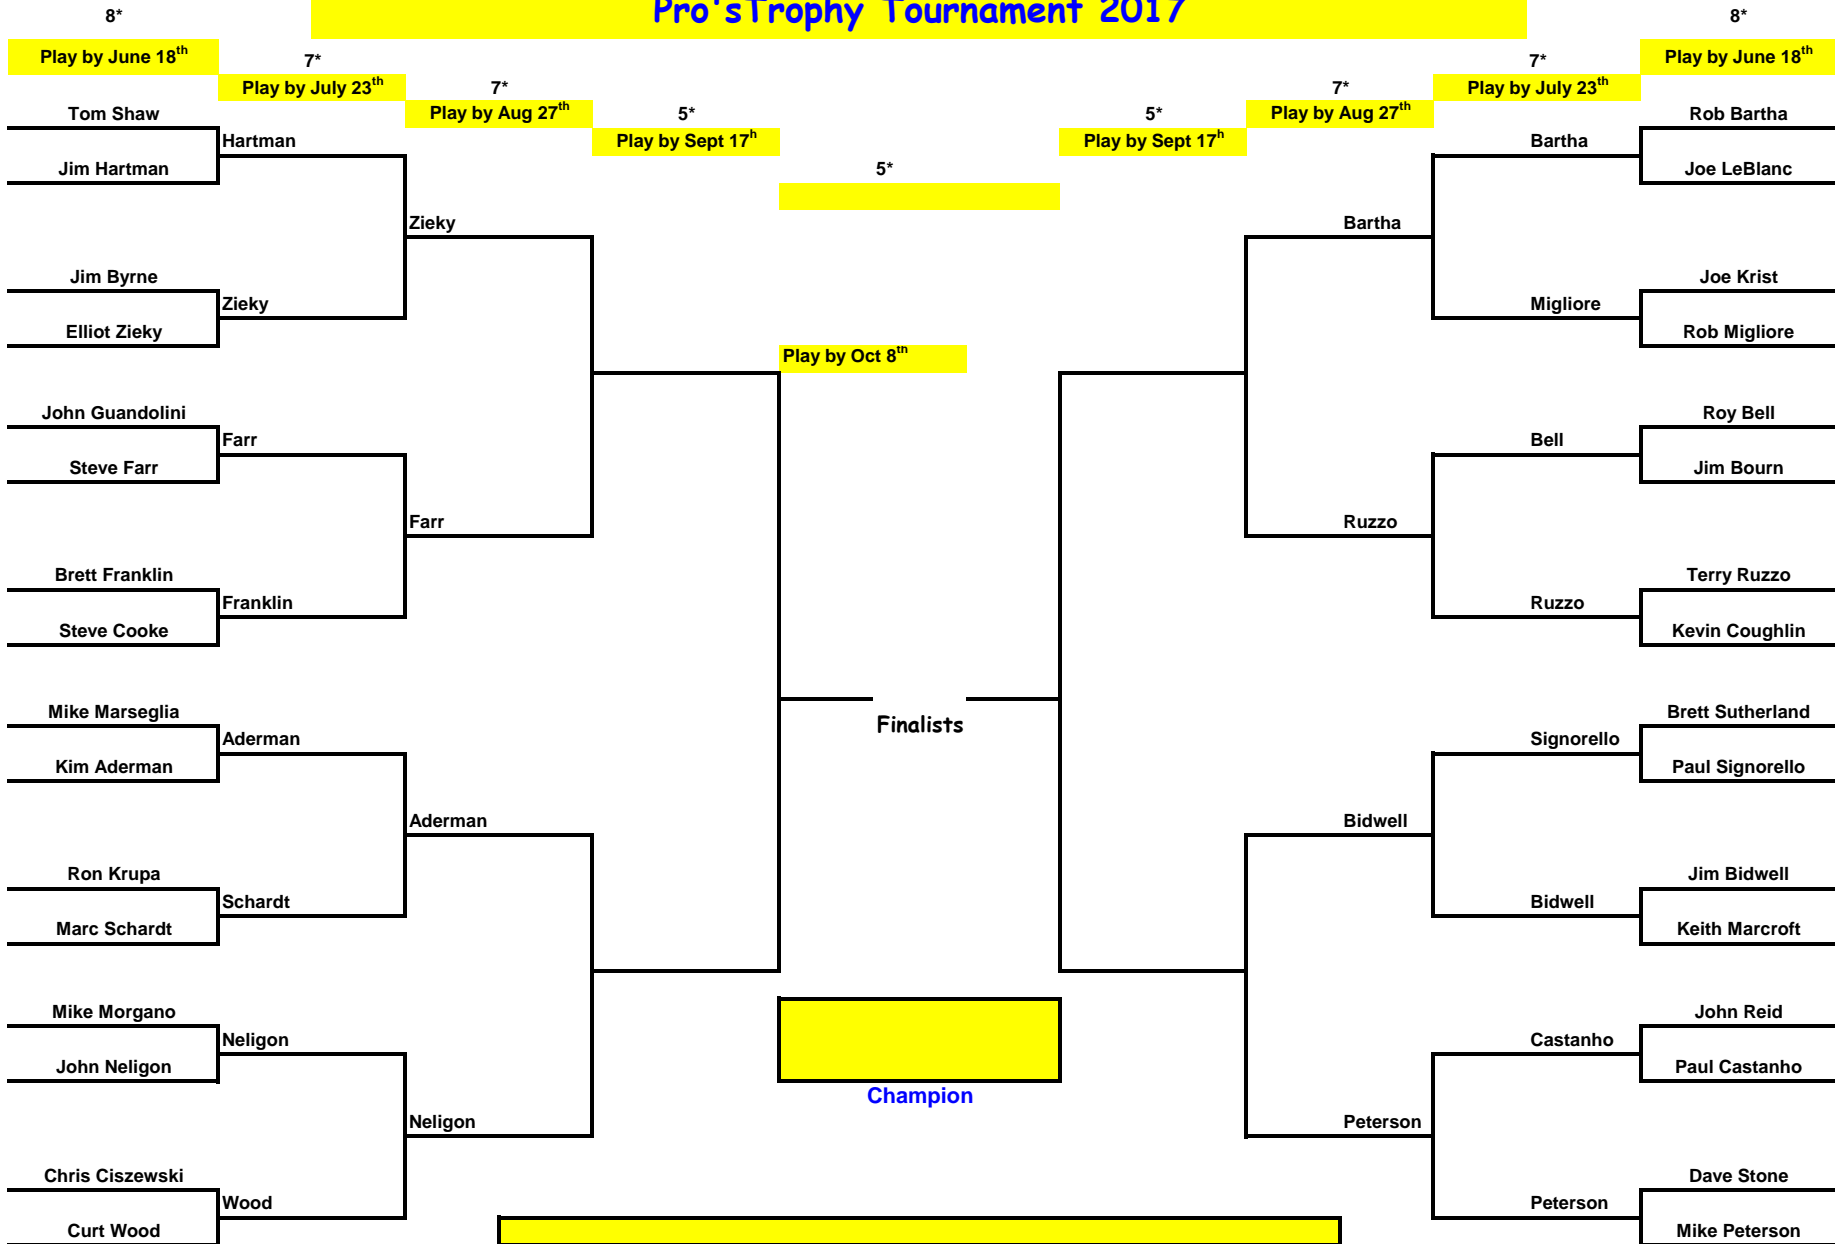 Pro'sTrophy Tournament 2017
8*
8*
Play by June 18th
Play by June 18th
7*
7*
Play by July 23th
Play by July 23th
7*
7*
Play by Aug 27th
Play by Aug 27th
5*
5*
Play by Sept 17h
Play by Sept 17h
5*
Tom Shaw
Hartman
Jim Hartman
Zieky
Jim Byrne
Zieky
Elliot Zieky
John Guandolini
Farr
Steve Farr
Farr
Brett Franklin
Franklin
Steve Cooke
Mike Marseglia
Aderman
Kim Aderman
Aderman
Ron Krupa
Schardt
Marc Schardt
Mike Morgano
Neligon
John Neligon
Neligon
Chris Ciszewski
Wood
Curt Wood
Play by Oct 8th
Finalists
Champion
Rob Bartha
Bartha
Joe LeBlanc
Bartha
Joe Krist
Migliore
Rob Migliore
Roy Bell
Bell
Jim Bourn
Ruzzo
Terry Ruzzo
Ruzzo
Kevin Coughlin
Brett Sutherland
Signorello
Paul Signorello
Bidwell
Jim Bidwell
Bidwell
Keith Marcroft
John Reid
Castanho
Paul Castanho
Peterson
Dave Stone
Peterson
Mike Peterson